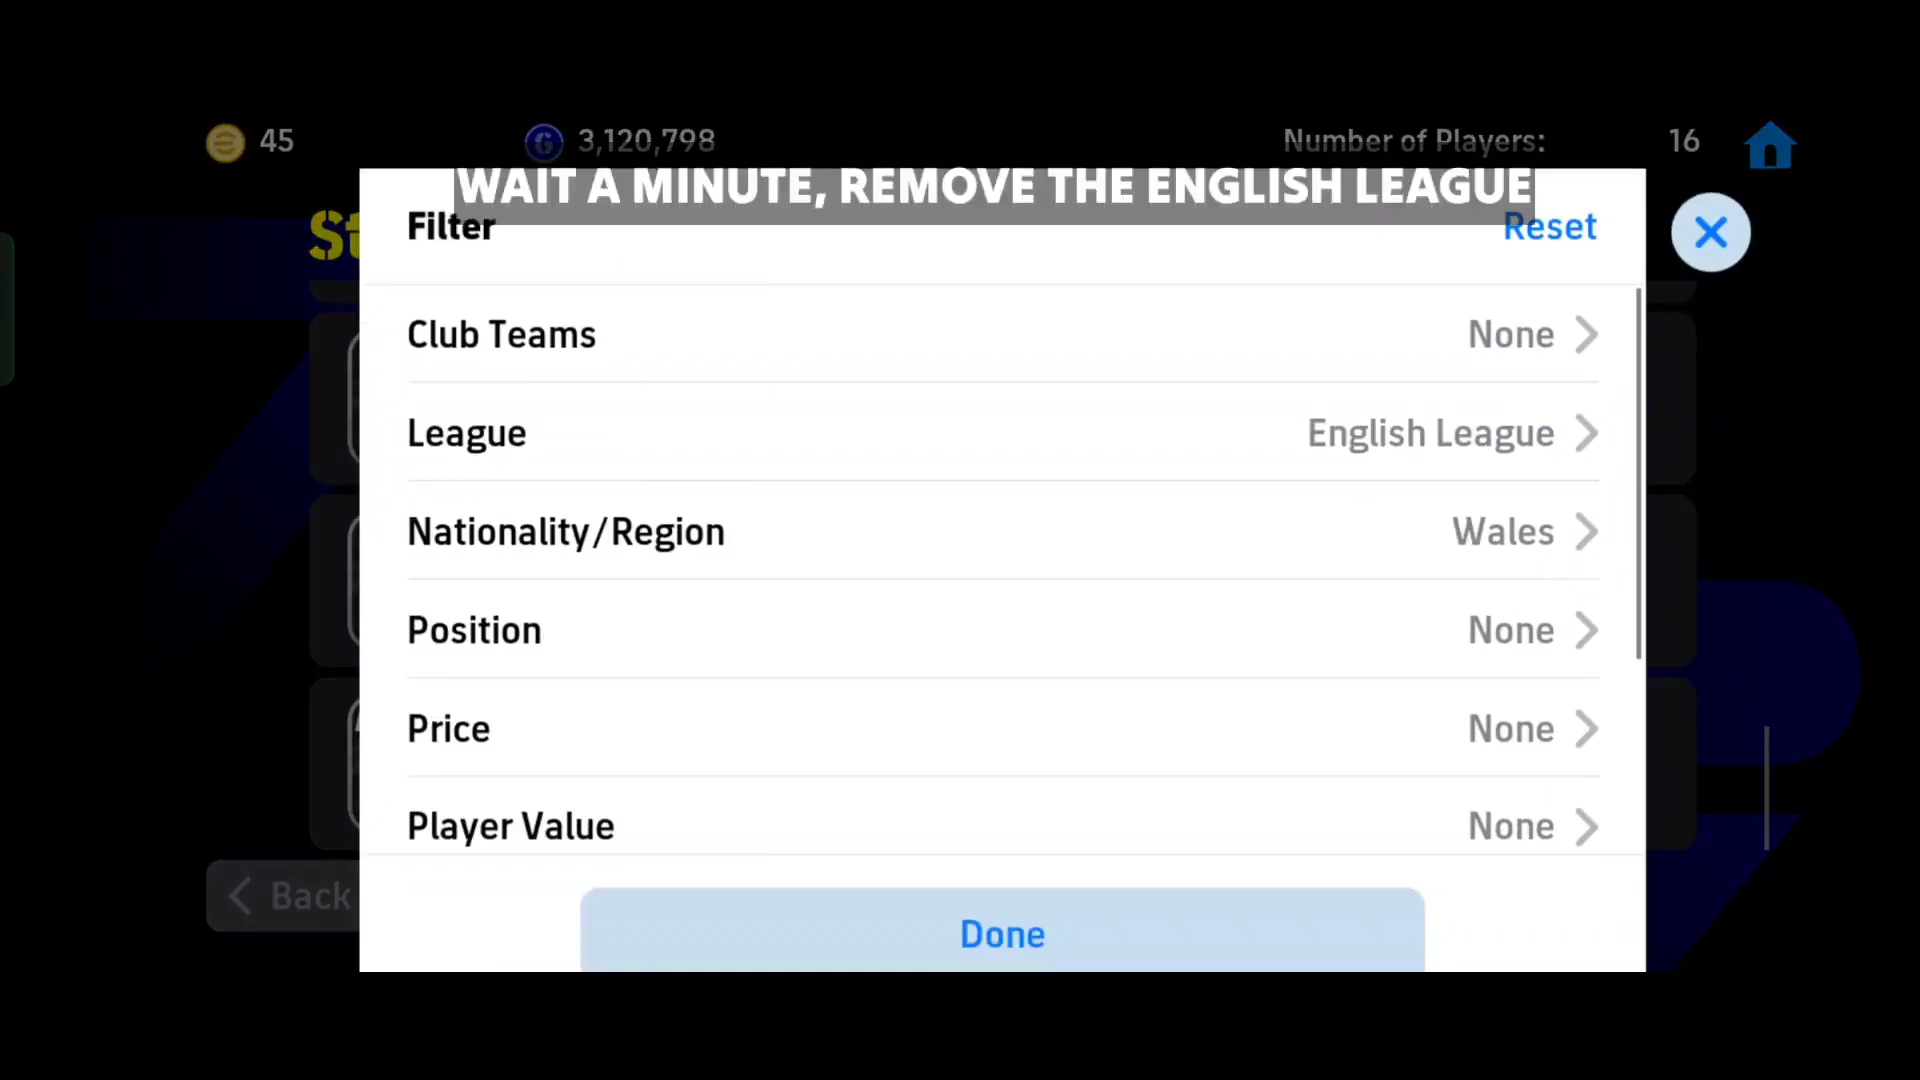 45
3,120,798
Number of Players: 16
WAIT A MINUTE, REMOVE THE ENGLISH LEAGUE
St
Filter
Reset
Club Teams None
League English League
Nationality/Region Wales
Position None
Price None
Player Value None
Back
Done